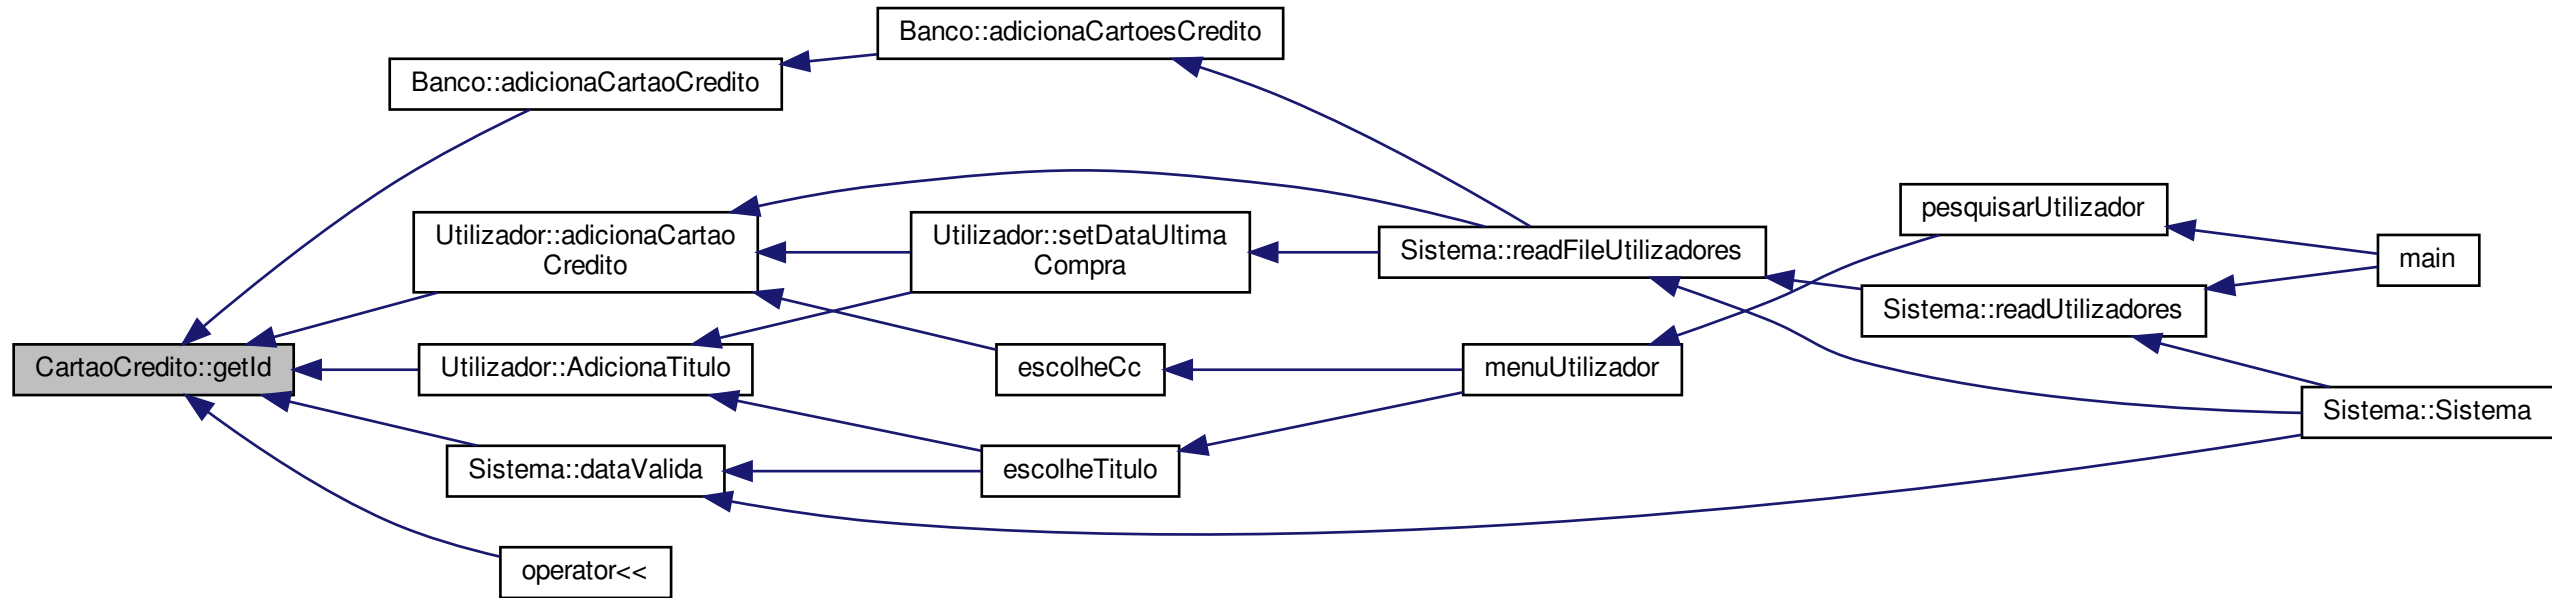 Banco::adicionaCartoesCredito
Banco::adicionaCartaoCredito
pesquisarUtilizador
Utilizador::adicionaCartao
Credito
Utilizador::setDataUltima
Compra
Sistema::readFileUtilizadores
main
Sistema::readUtilizadores
CartaoCredito::getId
Utilizador::AdicionaTitulo
escolheCc
menuUtilizador
Sistema::Sistema
Sistema::dataValida
escolheTitulo
operator<<